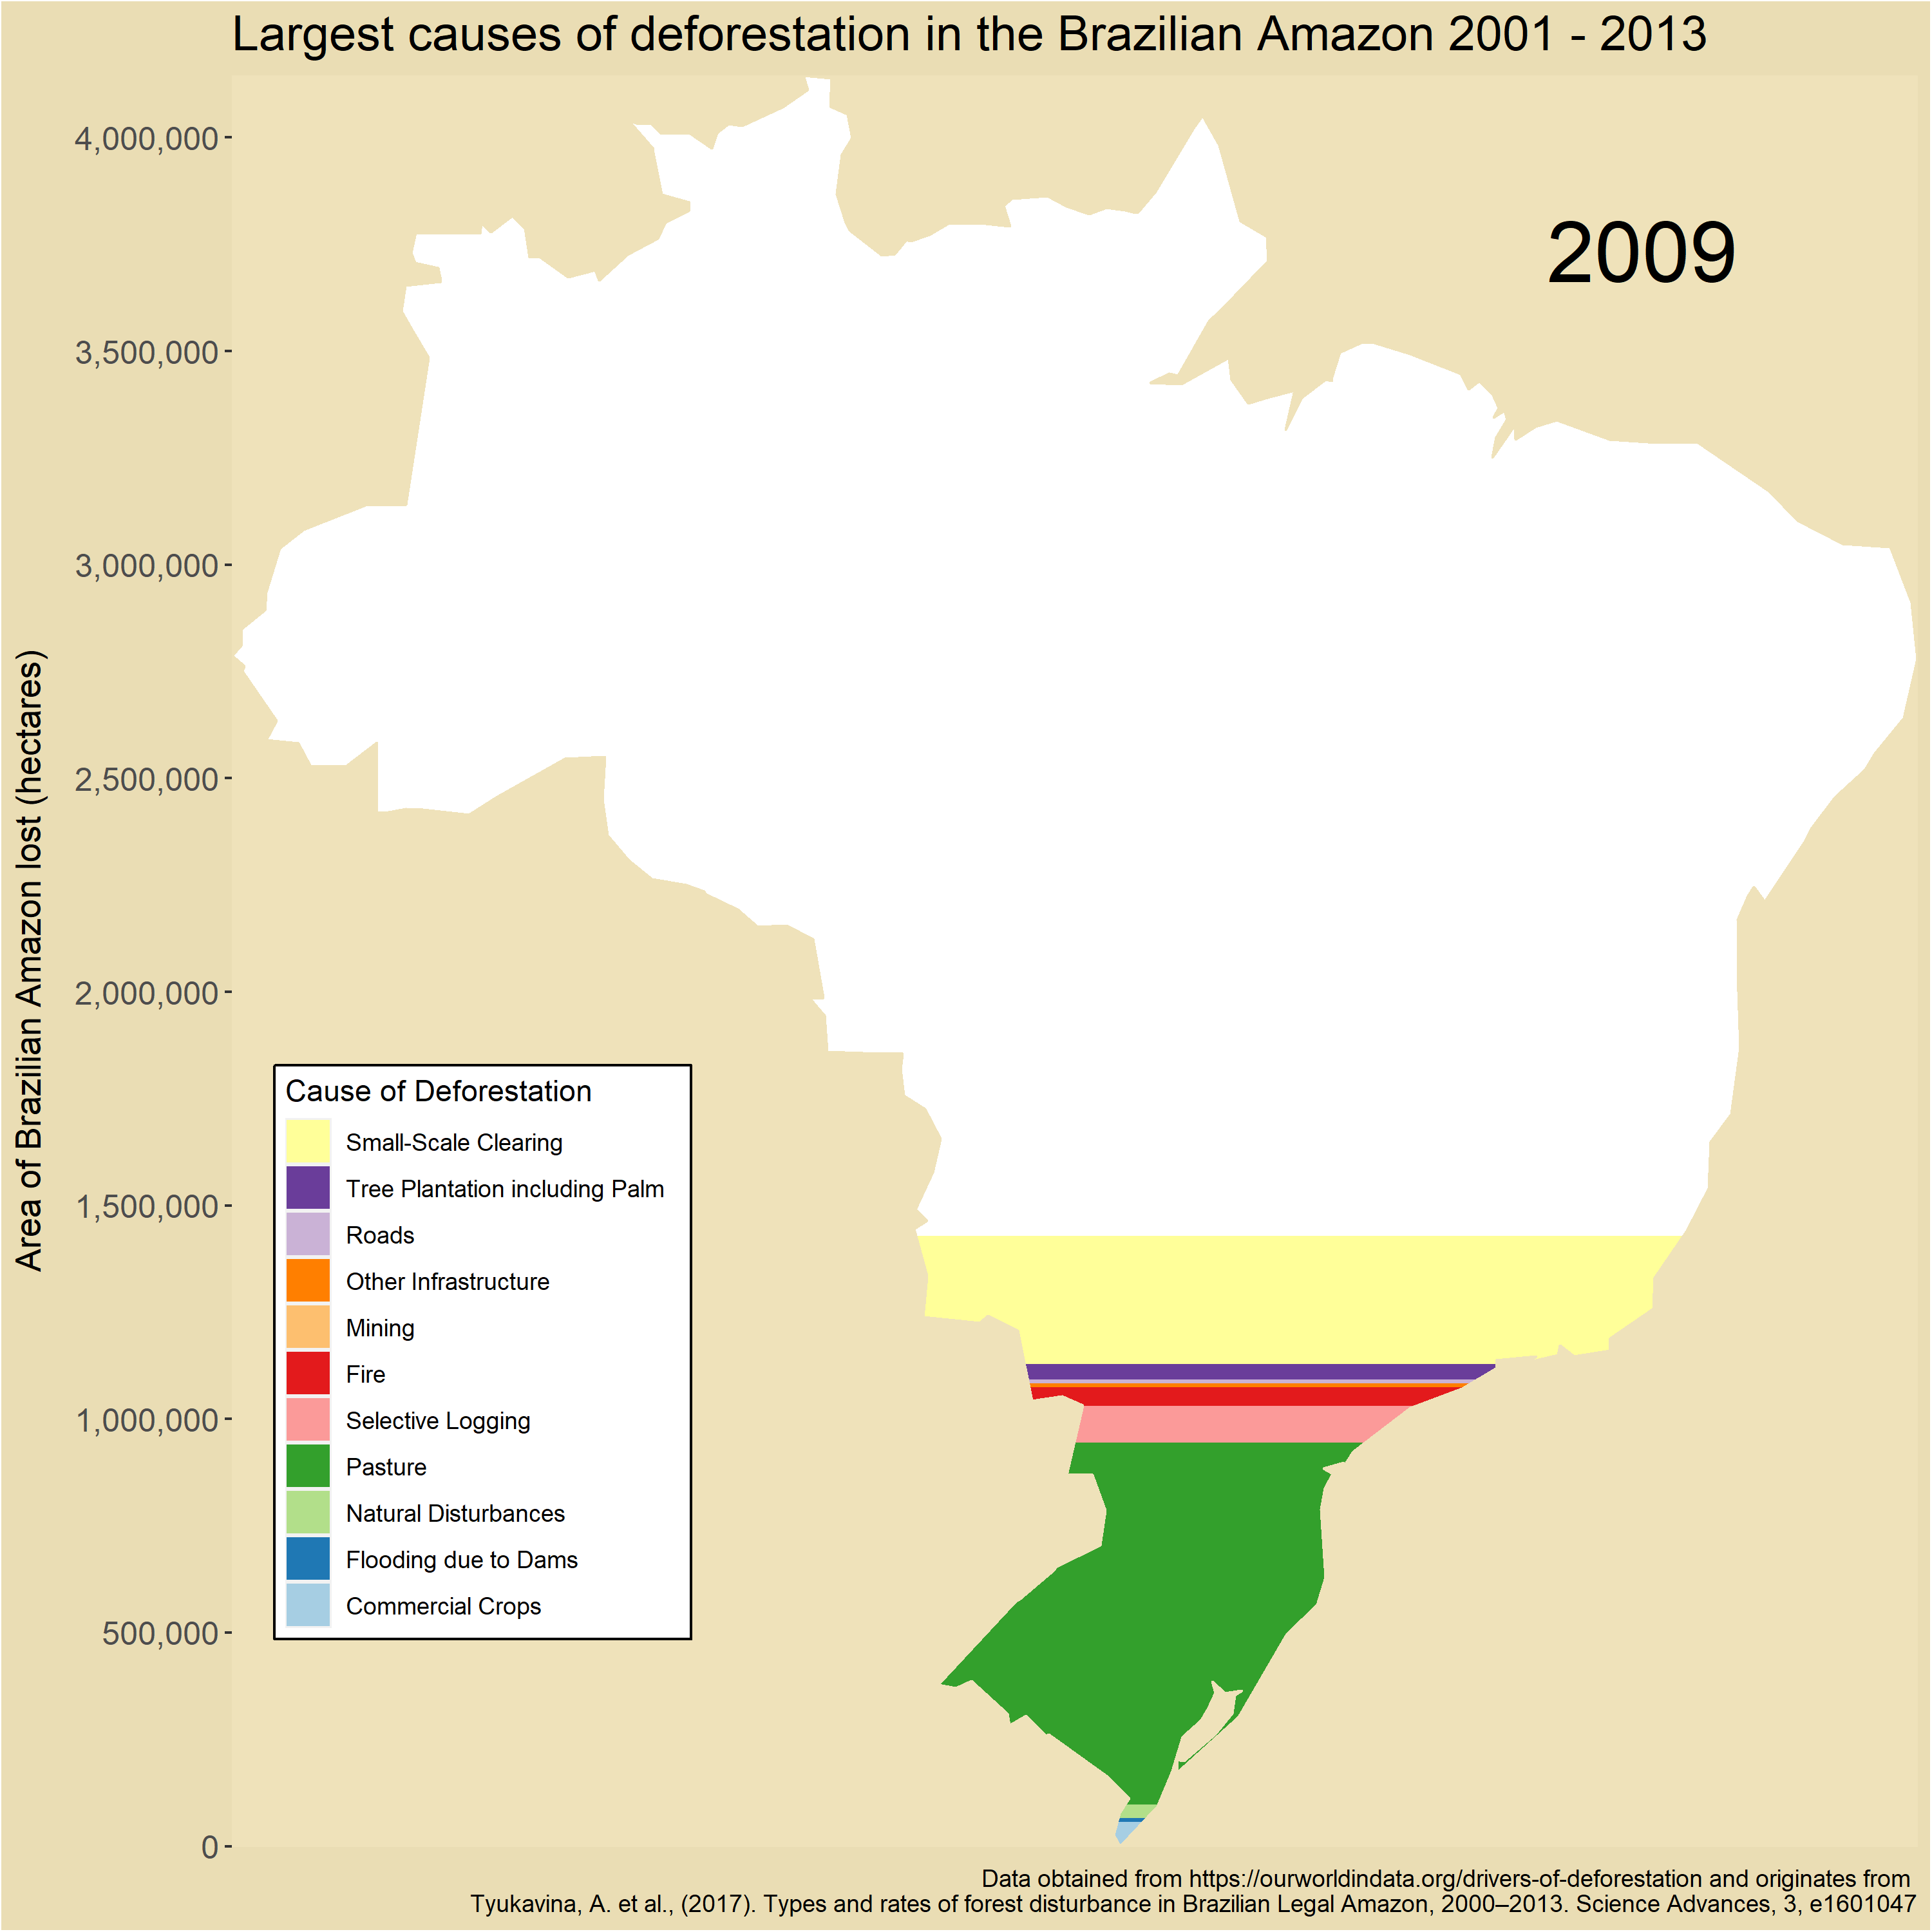 Largest causes of deforestation in the Brazilian Amazon 2001 - 2013
2009
Area of Brazilian Amazon lost (hectares)
4,000,000
3,500,000
3,000,000
2,500,000
2,000,000
1,500,000
1,000,000
500,000
0
Cause of Deforestation
Small-Scale Clearing
Tree Plantation including Palm
Roads
Other Infrastructure
Mining
Fire
Selective Logging
Pasture
Natural Disturbances
Flooding due to Dams
Commercial Crops
Data obtained from https://ourworldindata.org/drivers-of-deforestation and originates from
Tyukavina, A. et al., (2017). Types and rates of forest disturbance in Brazilian Legal Amazon, 2000–2013. Science Advances, 3, e1601047